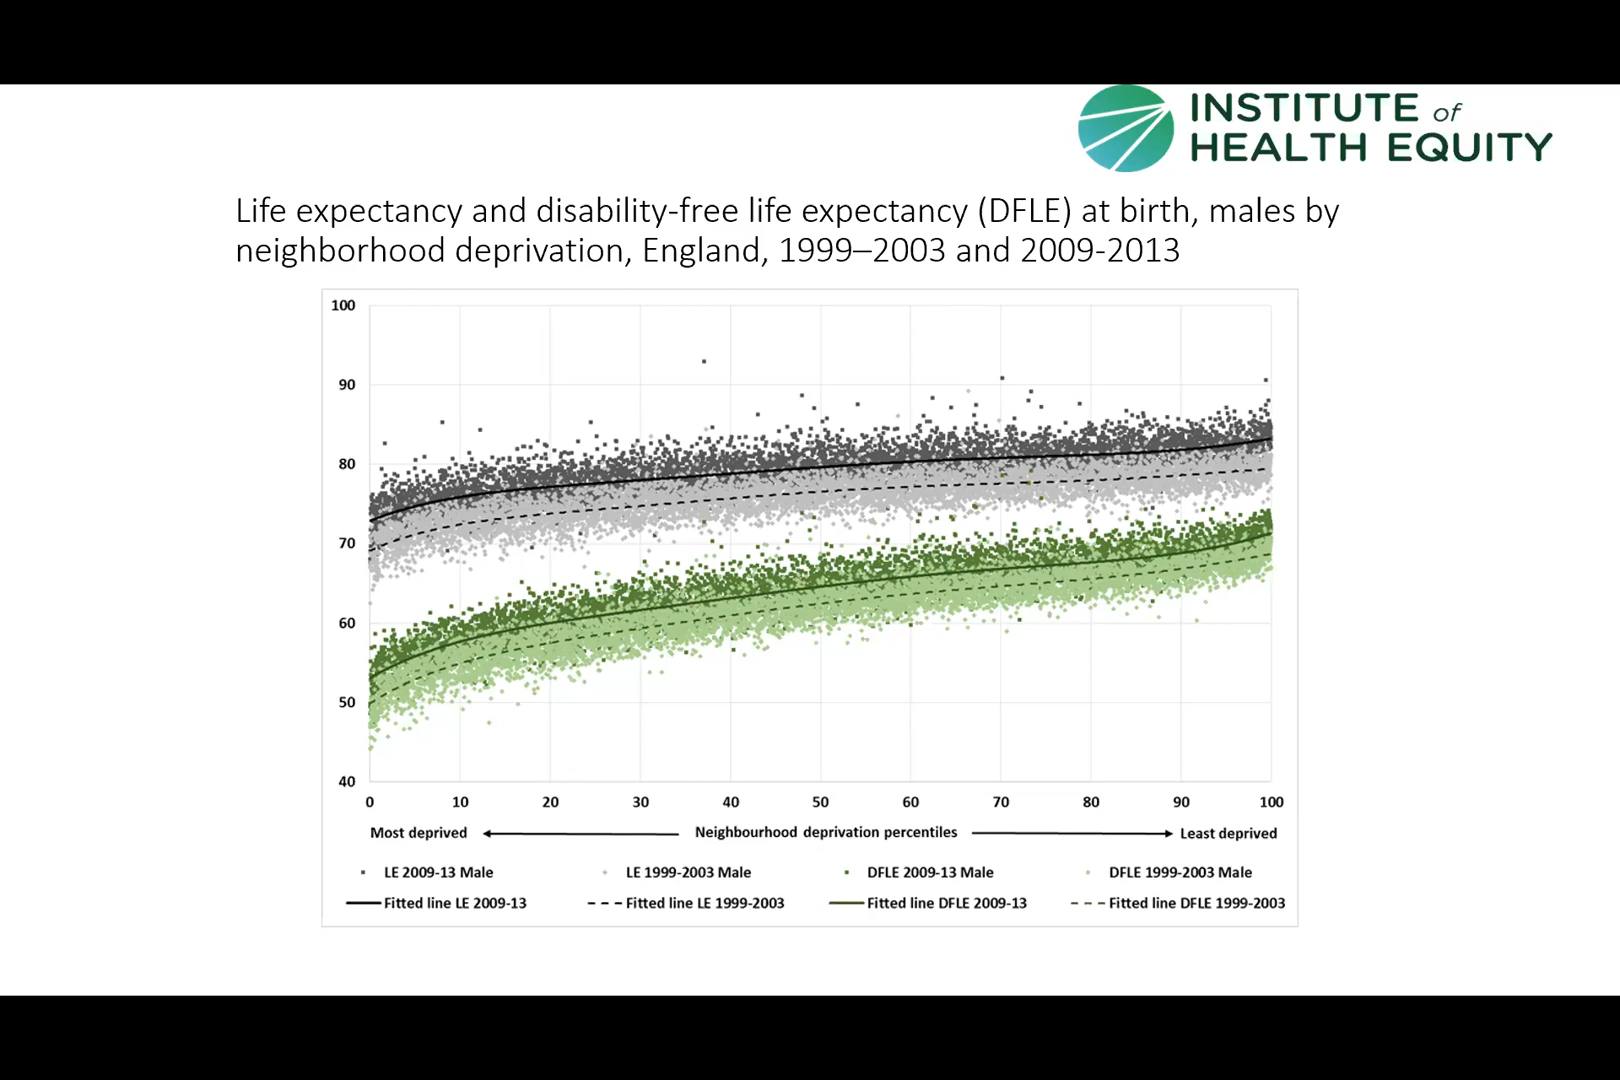 INSTITUTE of
HEALTH EQUITY
Life expectancy and disability-free life expectancy (DFLE) at birth, males by
neighborhood deprivation, England, 1999–2003 and 2009-2013
100
90
80
70
60
50
40
0 10 20 30 40 50 60 70 80 90 100
Most deprived Neighbourhood deprivation percentiles Least deprived
LE 2009-13 Male LE 1999-2003 Male DFLE 2009-13 Male DFLE 1999-2003 Male
Fitted line LE 2009-13 Fitted line LE 1999-2003 Fitted line DFLE 2009-13 Fitted line DFLE 1999-2003